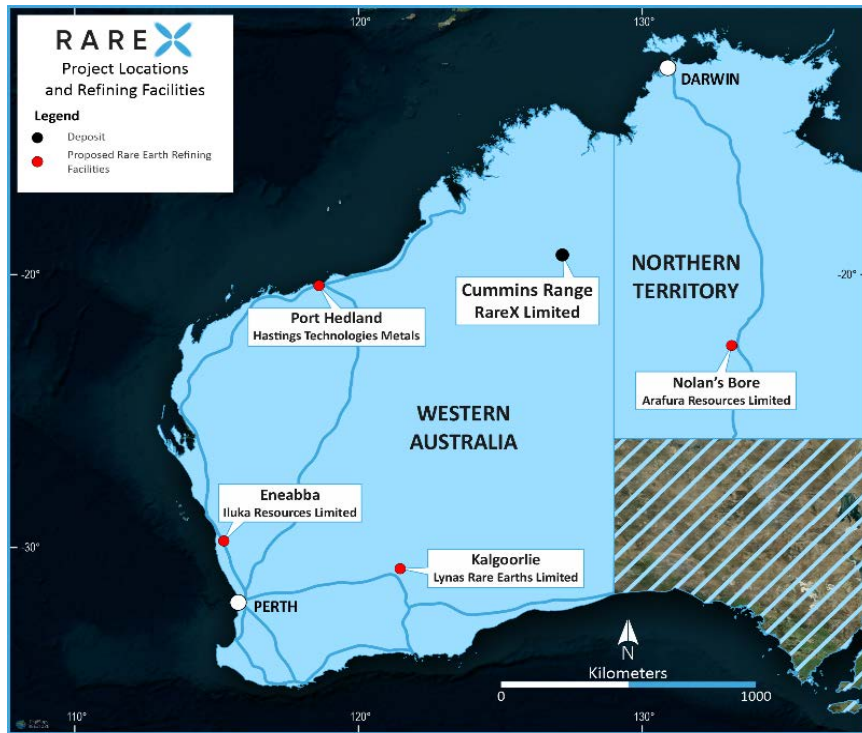 RAREX
Project Locations
and Refining Facilities
Legend
Deposit
Proposed Rare Earth Refining
Facilities
120°
130°
DARWIN
-20°
-20°
Cummins Range
RareX Limited
NORTHERN
TERRITORY
Port Hedland
Hastings Technologies Metals
Nolan's Bore
Arafura Resources Limited
WESTERN
AUSTRALIA
Eneabba
Iluka Resources Limited
-30°
Kalgoorlie
Lynas Rare Earths Limited
PERTH
N
Kilometers
0
1000
110°
120°
130°